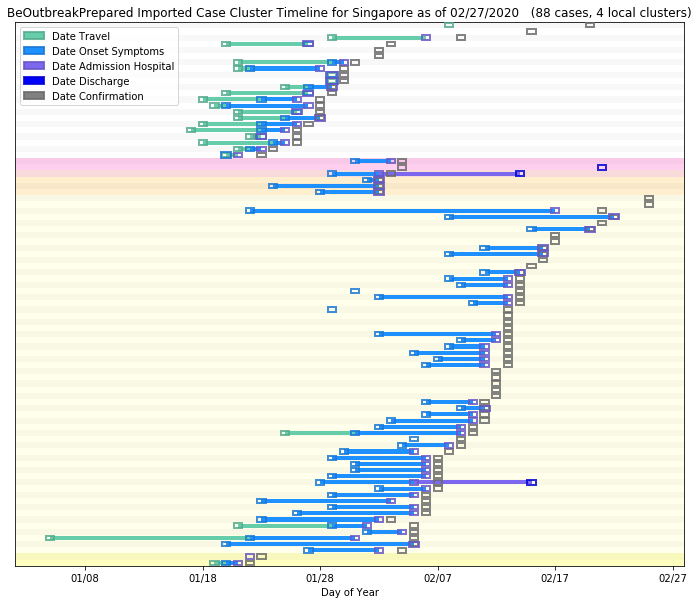 BeOutbreakPrepared Imported Case Cluster Timeline for Singapore as of 02/27/2020 (88 cases, 4 local clusters)
Date Travel
Date Onset Symptoms
Date Admission Hospital
Date Discharge
Date Confirmation
01/08 01/18 01/28 02/07 02/17 02/27
Day of Year